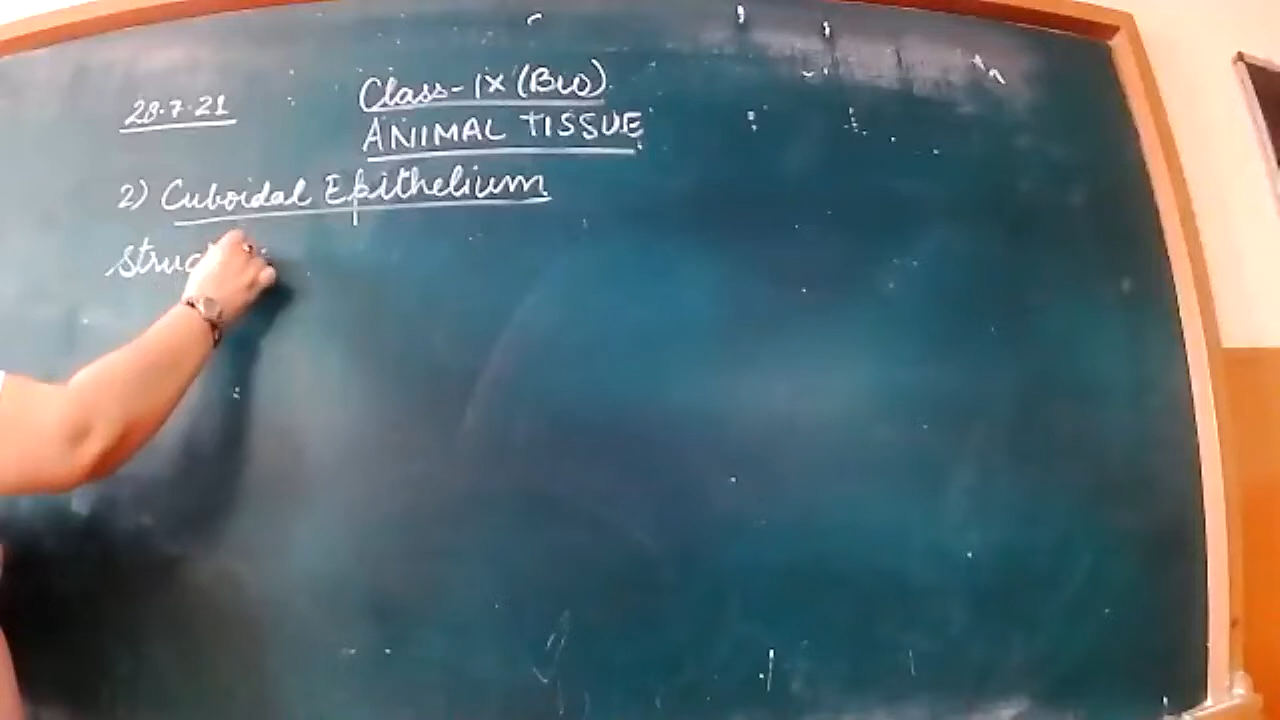 28.7.21
Class-IX (Bio)
ANIMAL TISSUE
2) Cuboidal Epithelium